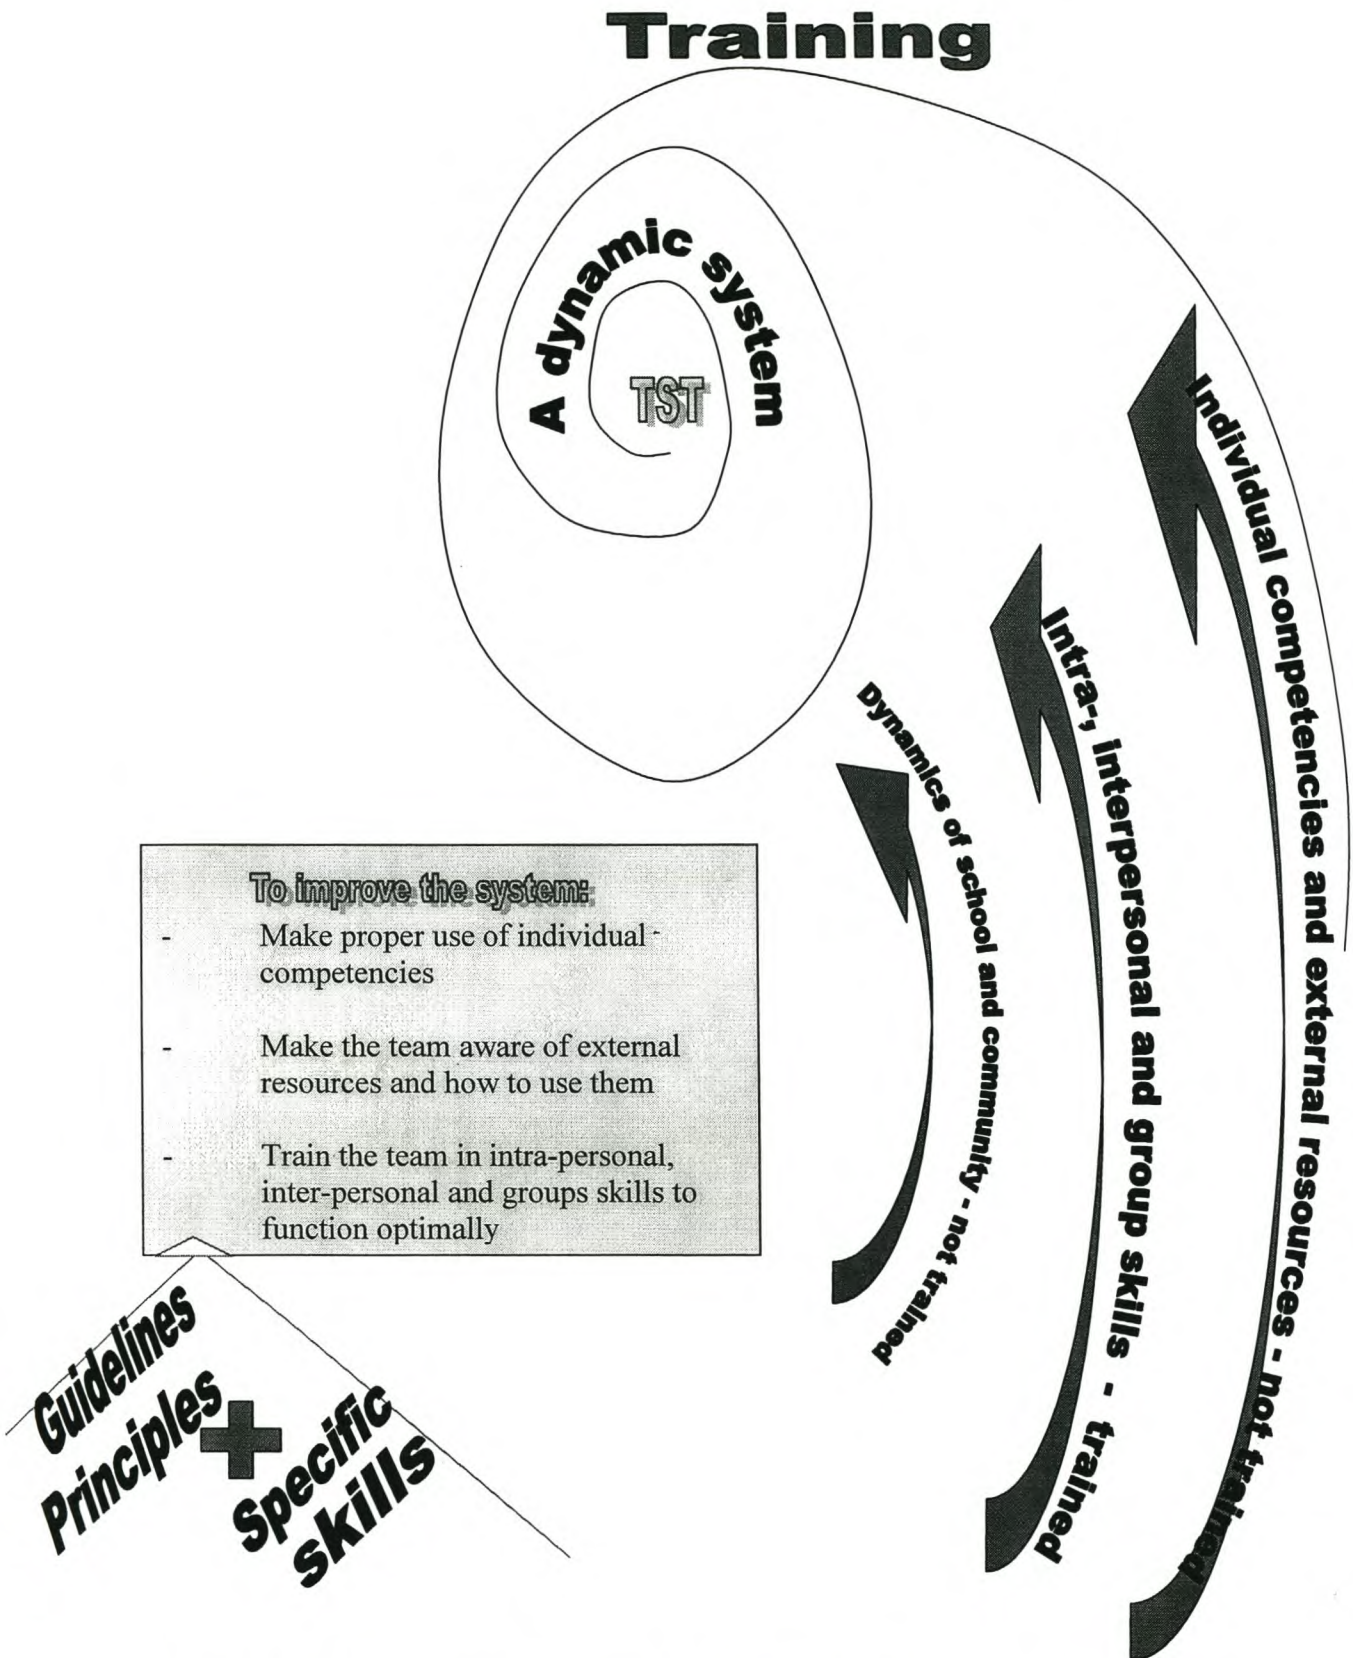 Training
A dynamic system
TST
Individual competencies and external resources - not trained
Intra-, interpersonal and group skills - trained
Dynamics of school and community - not trained
To improve the system:
- Make proper use of individual -
competencies
- Make the team aware of external
resources and how to use them
- Train the team in intra-personal,
inter-personal and groups skills to
function optimally
Guidelines
Principles
+
Specific
skills